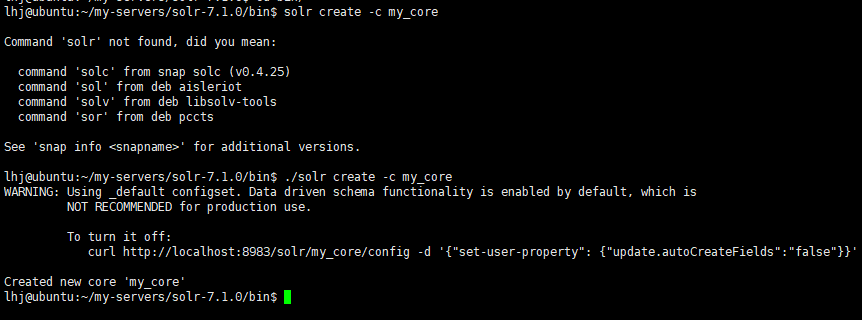 lhj@ubuntu:~/my-servers/solr-7.1.0/bin$ solr create -c my_core
Command 'solr' not found, did you mean:
command 'solc' from snap solc (v0.4.25)
command 'sol' from deb aisleriot
command 'solv' from deb libsolv-tools
command 'sor' from deb pccts
See 'snap info <snapname>' for additional versions.
lhj@ubuntu:~/my-servers/solr-7.1.0/bin$ ./solr create -c my_core
WARNING: Using _default configset. Data driven schema functionality is enabled by default, which is
NOT RECOMMENDED for production use.
To turn it off:
curl http://localhost:8983/solr/my_core/config -d '{"set-user-property": {"update.autoCreateFields":"false"}}'
Created new core 'my_core'
lhj@ubuntu:~/my-servers/solr-7.1.0/bin$